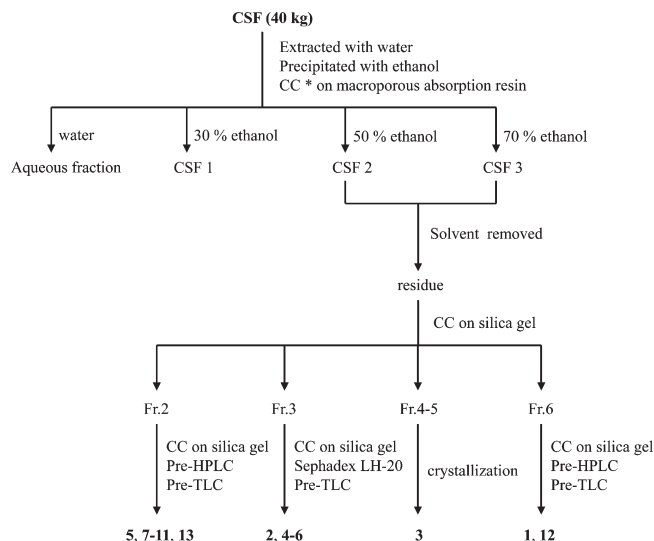 CSF (40 kg)
Extracted with water
Precipitated with ethanol
CC * on macroporous absorption resin
water
30 % ethanol
50 % ethanol
70 % ethanol
Aqueous fraction
CSF 1
CSF 2
CSF 3
Solvent removed
residue
CC on silica gel
Fr.2
Fr.3
Fr.4-5
Fr.6
CC on silica gel
Pre-HPLC
Pre-TLC
CC on silica gel
Sephadex LH-20
Pre-TLC
crystallization
CC on silica gel
Pre-HPLC
Pre-TLC
5, 7-11, 13
2, 4-6
3
1, 12